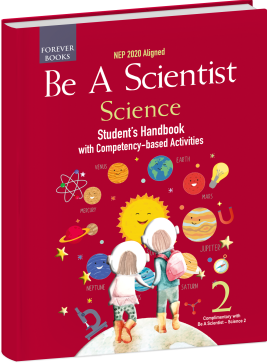 FOREVER
BOOKS
NEP 2020 Aligned
Be A Scientist
Science
Student's Handbook
with Competency-based Activities
VENUS
EARTH
MERCURY
MARS
JUPITER
NEPTUNE
SATURN
2
Complimentary with
Be A Scientist – Science 2